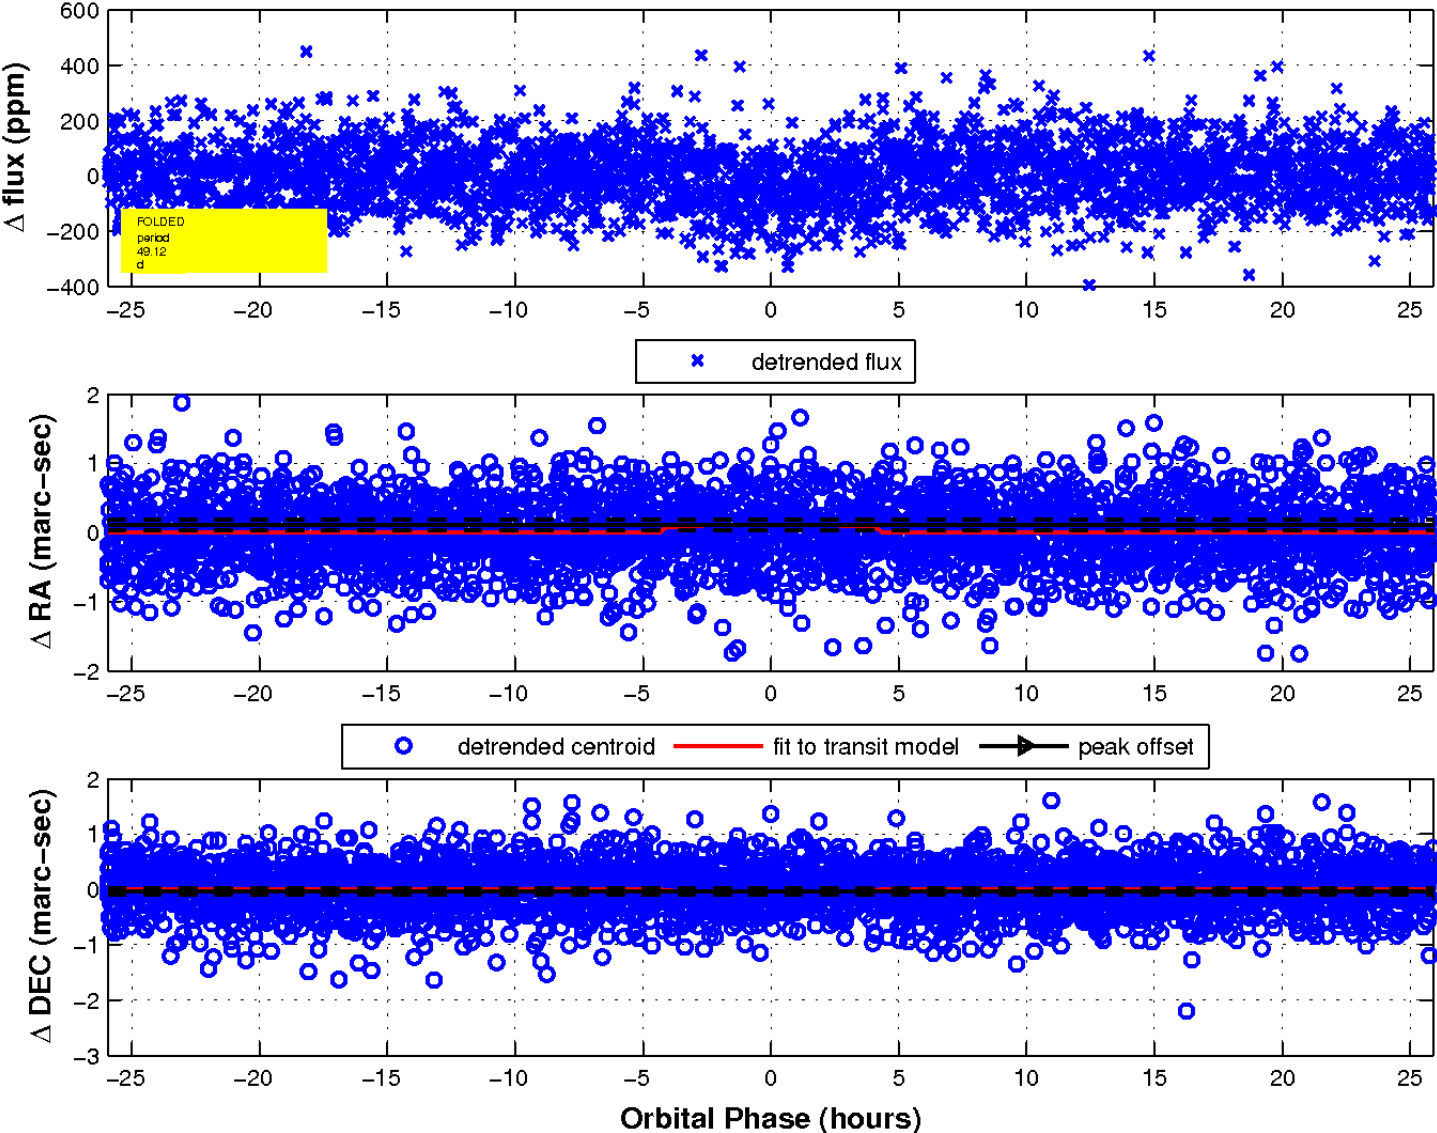 600
400
200
0
−200
−400
Δ flux (ppm)
FOLDED
period
49.12
d
−25 −20 −15 −10 −5 0 5 10 15 20 25
detrended flux
2
1
0
−1
−2
Δ RA (marc−sec)
−25 −20 −15 −10 −5 0 5 10 15 20 25
detrended centroid fit to transit model peak offset
2
1
0
−1
−2
−3
Δ DEC (marc−sec)
−25 −20 −15 −10 −5 0 5 10 15 20 25
Orbital Phase (hours)